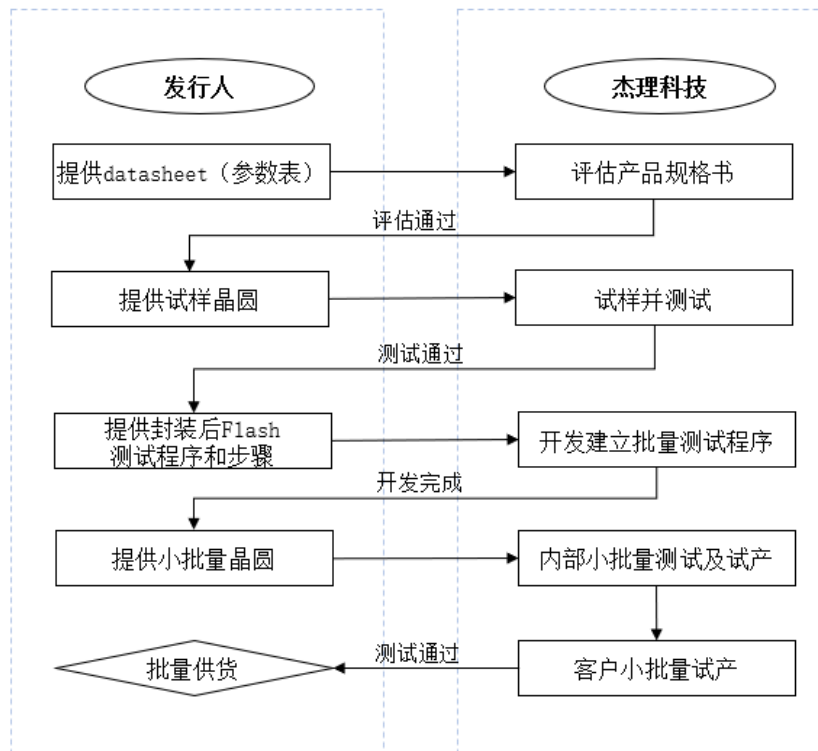 发行人
杰理科技
提供datasheet（参数表）
评估产品规格书
评估通过
提供试样晶圆
试样并测试
测试通过
提供封装后Flash
测试程序和步骤
开发建立批量测试程序
开发完成
提供小批量晶圆
内部小批量测试及试产
批量供货
测试通过
客户小批量试产